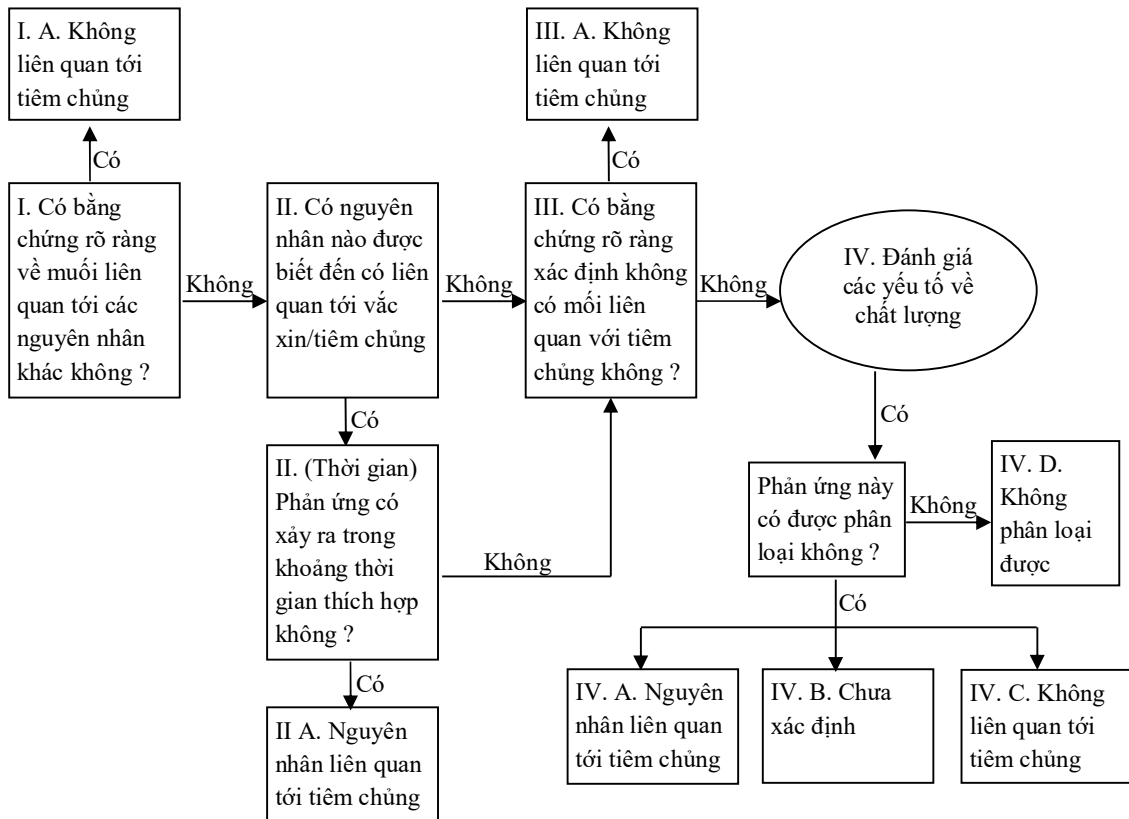 I. A. Không
liên quan tới
tiêm chủng
III. A. Không
liên quan tới
tiêm chủng
Có
Có
I. Có bằng
chứng rõ ràng
về muối liên
quan tới các
nguyên nhân
khác không ?
Không
II. Có nguyên
nhân nào được
biết đến có liên
quan tới vắc
xin/tiêm chủng
Không
III. Có bằng
chứng rõ ràng
xác định không
có mối liên
quan với tiêm
chủng không ?
Không
IV. Đánh giá
các yếu tố về
chất lượng
Có
Có
II. (Thời gian)
Phản ứng có
xảy ra trong
khoảng thời
gian thích hợp
không ?
Không
Phản ứng này
có được phân
loại không ?
Không
IV. D.
Không
phân loại
được
Có
Có
II A. Nguyên
nhân liên quan
tới tiêm chủng
IV. A. Nguyên
nhân liên quan
tới tiêm chủng
IV. B. Chưa
xác định
IV. C. Không
liên quan tới
tiêm chủng